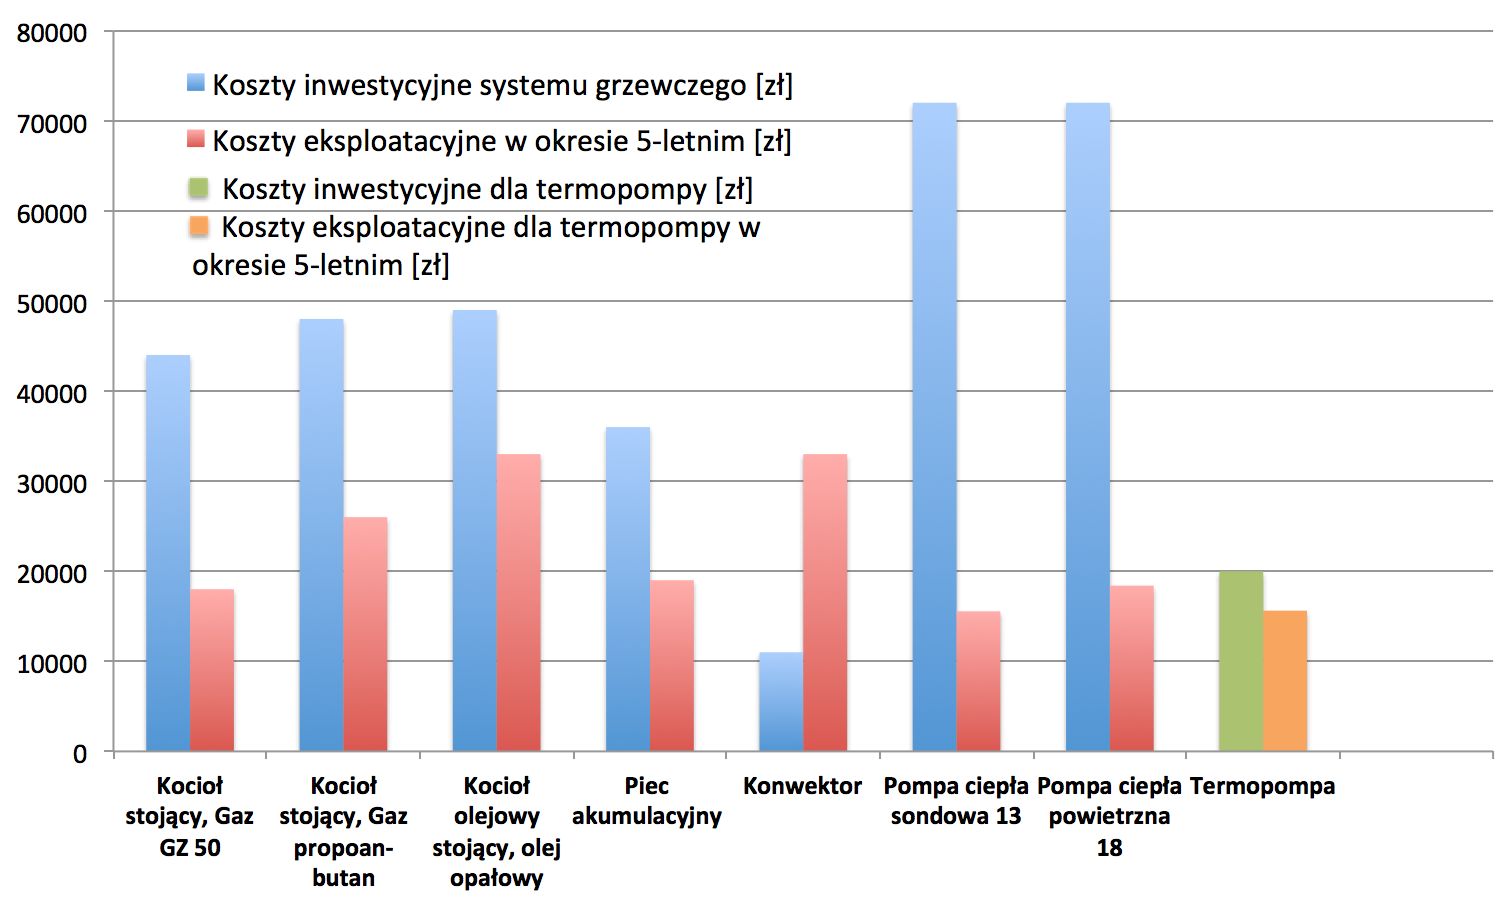 80000
70000
60000
50000
40000
30000
20000
10000
0
Koszty inwestycyjne systemu grzewczego [zł]
Koszty eksploatacyjne w okresie 5-letnim [zł]
Koszty inwestycyjne dla termopompy [zł]
Koszty eksploatacyjne dla termopompy w
okresie 5-letnim [zł]
Kocioł
stojący, Gaz
GZ 50
Kocioł
stojący, Gaz
propoan-
butan
Kocioł
olejowy
stojący, olej
opałowy
Piec
akumulacyjny
Konwektor
Pompa ciepła
sondowa 13
Pompa ciepła
powietrzna
18
Termopompa